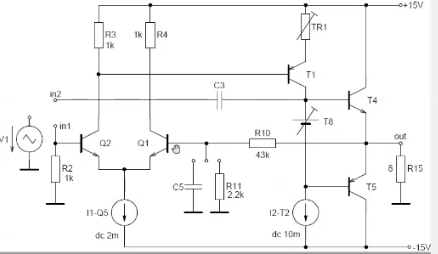 +15V
R3
1k
1k
R4
TR1
T1
C3
in2
T4
V1
in1
Q2
Q1
R10
43k
T8
out
R2
1k
C5
R11
2.2k
T5
8
R15
I1-Q5
dc 2m
I2-T2
dc 10m
-15V